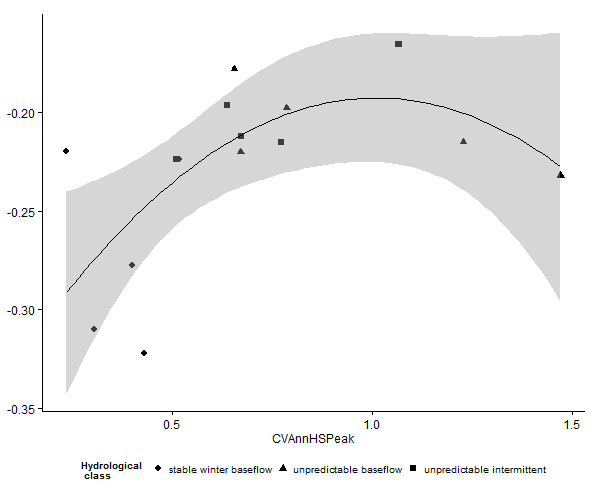 -0.20
-0.25
-0.30
-0.35
0.5 1.0 1.5
CVAnnHSPeak
Hydrological
class
stable winter baseflow unpredictable baseflow unpredictable intermittent